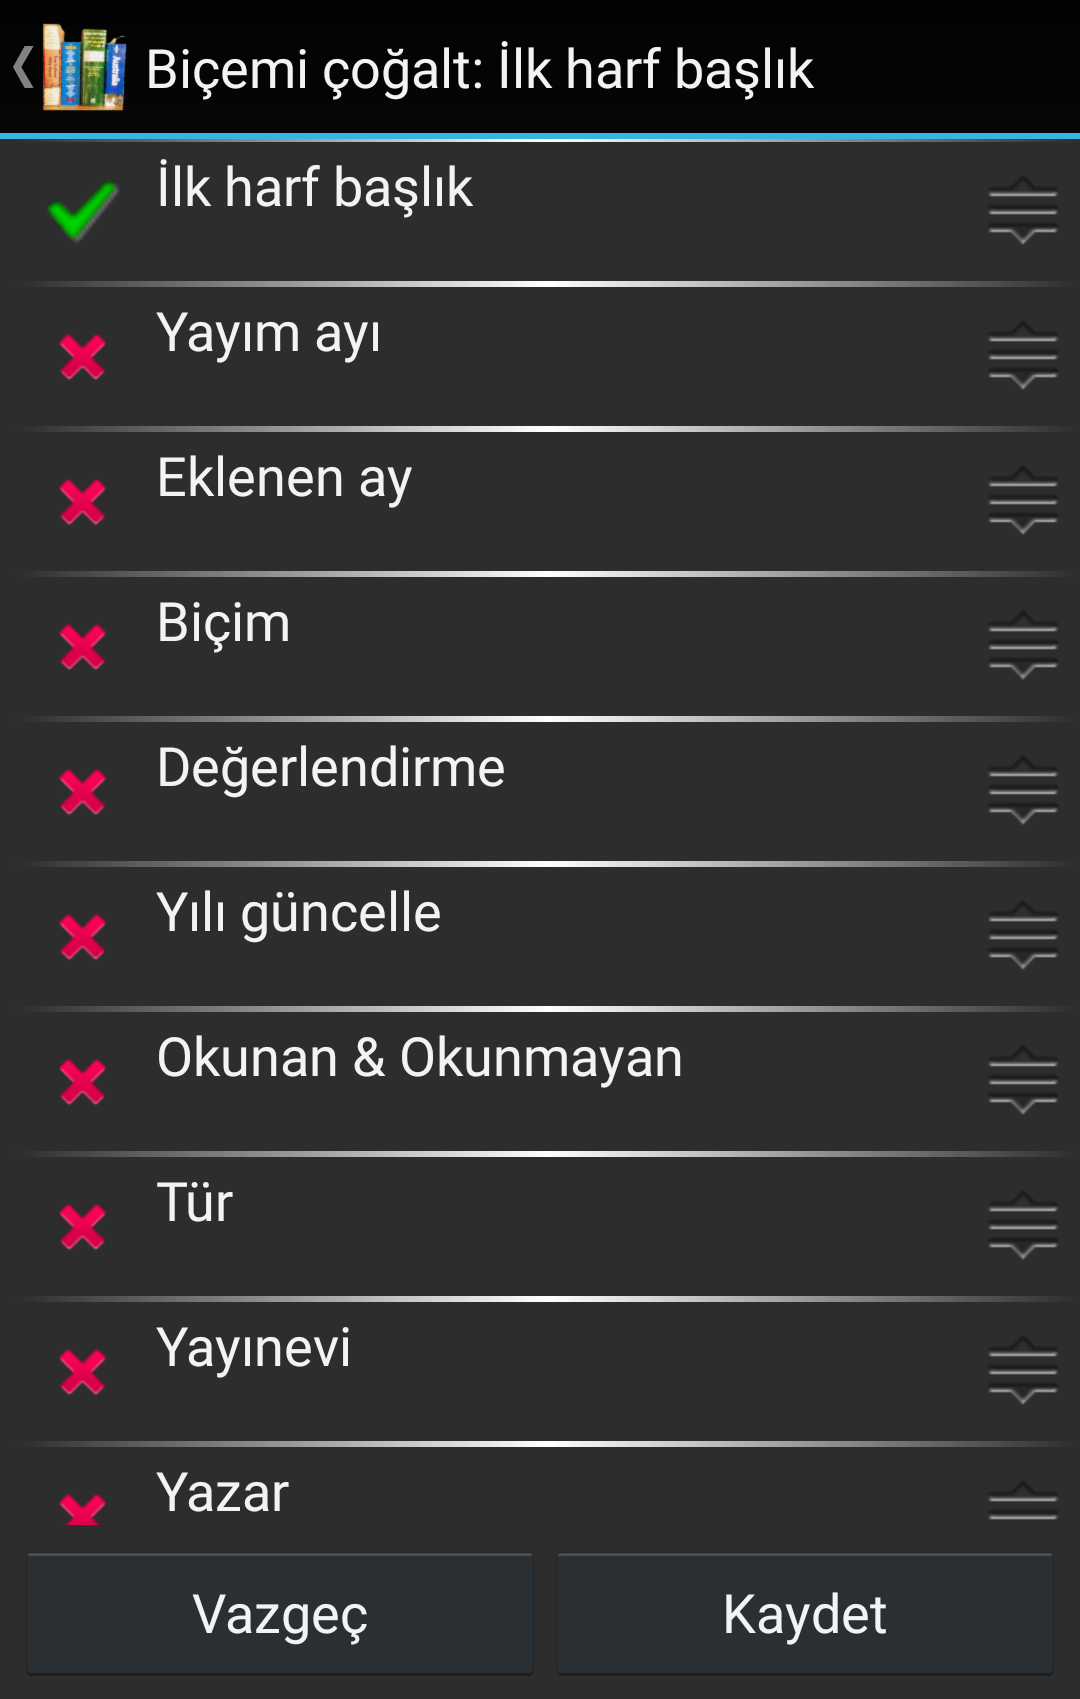 Biçemi çoğalt: İlk harf başlık
İlk harf başlık
Yayım ayı
Eklenen ay
Biçim
Değerlendirme
Yılı güncelle
Okunan & Okunmayan
Tür
Yayınevi
Yazar
Vazgeç
Kaydet